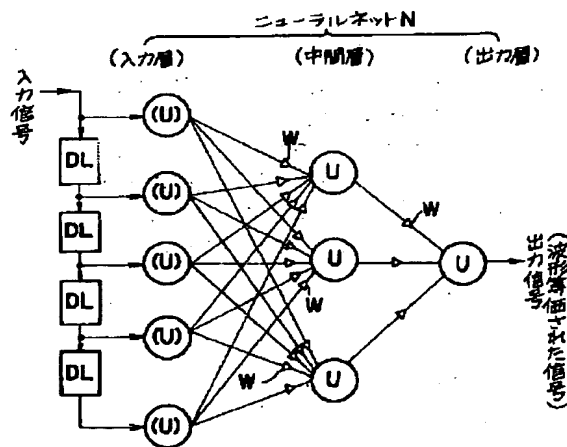 ニューラルネットN
(入力層)
(中間層)
(出力層)
入力信号
(U)
W
DL
U
(U)
W
DL
(U)
U
U
W
DL
(U)
W
DL
U
(U)
出力信号
(波形等価された信号)